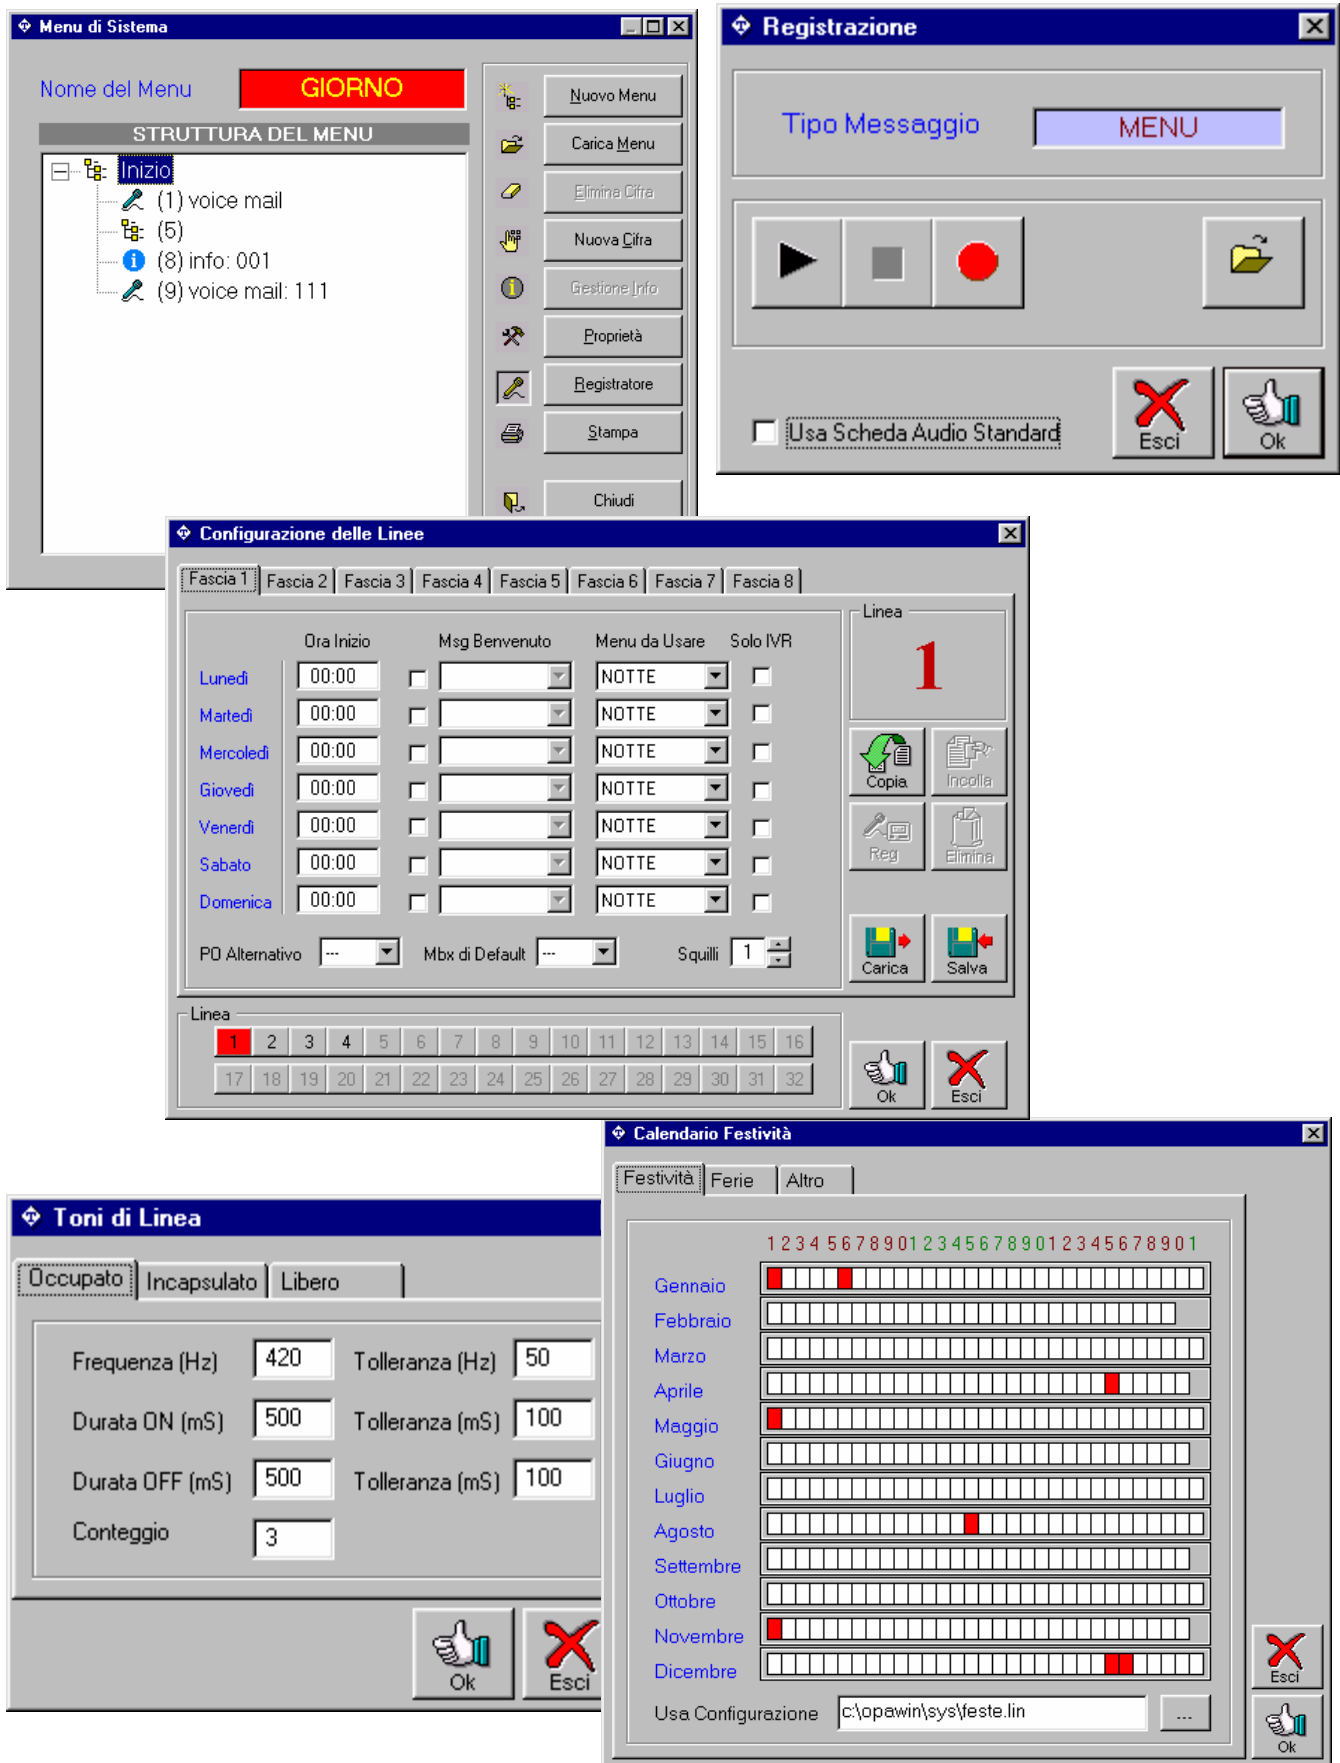 Menu di Sistema
Nome del Menu GIORNO
STRUTTURA DEL MENU
Inizio
(1) voice mail
(5)
(8) info: 001
(9) voice mail: 111
Nuovo Menu
Carica Menu
Elimina Cifra
Nuova Cifra
Gestione Info
Proprietà
Registratore
Stampa
Chiudi
Registrazione
Tipo Messaggio MENU
Usa Scheda Audio Standard
Esci
Ok
Configurazione delle Linee
Fascia 1 Fascia 2 Fascia 3 Fascia 4 Fascia 5 Fascia 6 Fascia 7 Fascia 8
Ora Inizio Msg Benvenuto Menu da Usare Solo IVR
Lunedì 00:00 NOTTE
Martedì 00:00 NOTTE
Mercoledì 00:00 NOTTE
Giovedì 00:00 NOTTE
Venerdì 00:00 NOTTE
Sabato 00:00 NOTTE
Domenica 00:00 NOTTE
PO Alternativo --- Mbx di Default --- Squilli 1
Linea
1
Copia Incolla
Reg Elimina
Carica Salva
Linea
1 2 3 4 5 6 7 8 9 10 11 12 13 14 15 16
17 18 19 20 21 22 23 24 25 26 27 28 29 30 31 32
Ok Esci
Toni di Linea
Occupato Incapsulato Libero
Frequenza (Hz) 420 Tolleranza (Hz) 50
Durata ON (mS) 500 Tolleranza (mS) 100
Durata OFF (mS) 500 Tolleranza (mS) 100
Conteggio 3
Ok Esci
Calendario Festività
Festività Ferie Altro
1 2 3 4 5 6 7 8 9 0 1 2 3 4 5 6 7 8 9 0 1 2 3 4 5 6 7 8 9 0 1
Gennaio
Febbraio
Marzo
Aprile
Maggio
Giugno
Luglio
Agosto
Settembre
Ottobre
Novembre
Dicembre
Usa Configurazione c:\opawin\sys\feste.lin ...
Esci
Ok